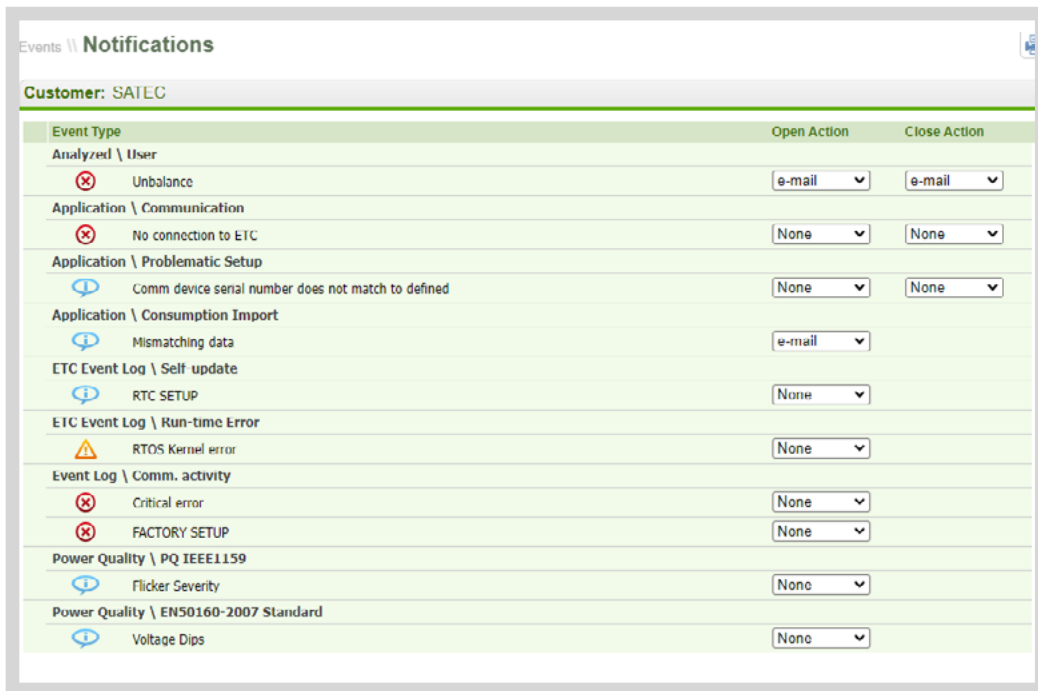 Events \\ Notifications
Customer: SATEC
Event Type Open Action Close Action
Analyzed \ User
Unbalance e-mail e-mail
Application \ Communication
No connection to ETC None None
Application \ Problematic Setup
Comm device serial number does not match to defined None None
Application \ Consumption Import
Mismatching data e-mail
ETC Event Log \ Self-update
RTC SETUP None
ETC Event Log \ Run-time Error
RTOS Kernel error None
Event Log \ Comm. activity
Critical error None
FACTORY SETUP None
Power Quality \ PQ IEEE1159
Flicker Severity None
Power Quality \ EN50160-2007 Standard
Voltage Dips None